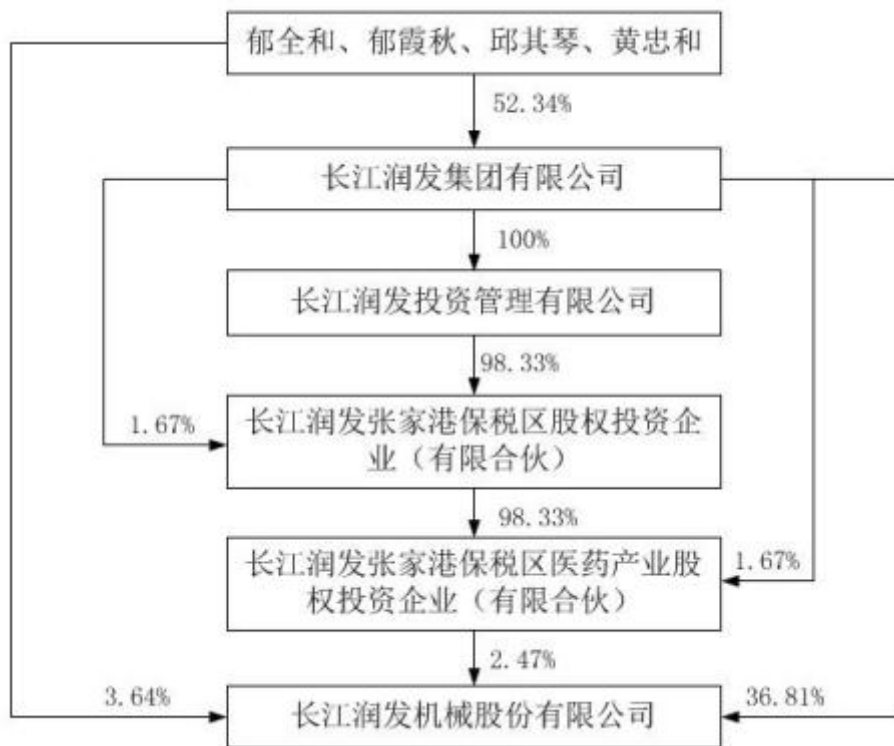 郁全和、郁霞秋、邱其琴、黄忠和
52.34%
长江润发集团有限公司
100%
长江润发投资管理有限公司
98.33%
1.67%
长江润发张家港保税区股权投资企
业（有限合伙）
98.33%
长江润发张家港保税区医药产业股
权投资企业（有限合伙）
1.67%
2.47%
3.64%
长江润发机械股份有限公司
36.81%